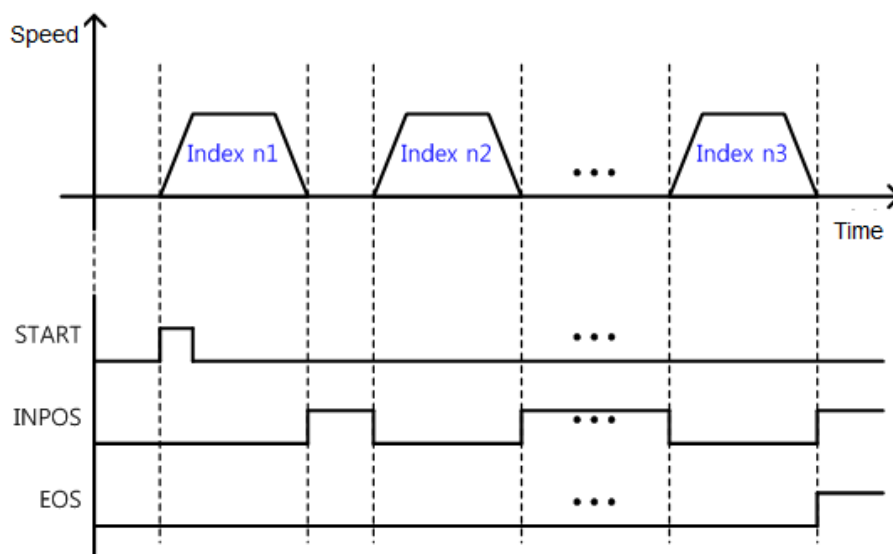 Speed
Index n1
Index n2
Index n3
Time
START
INPOS
EOS